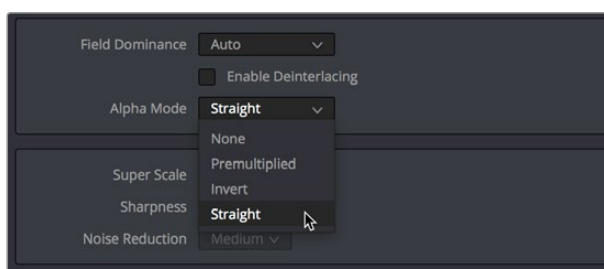 Field Dominance Auto
Enable Deinterlacing
Alpha Mode Straight
None
Premultiplied
Super Scale
Invert
Sharpness Straight
Noise Reduction Medium